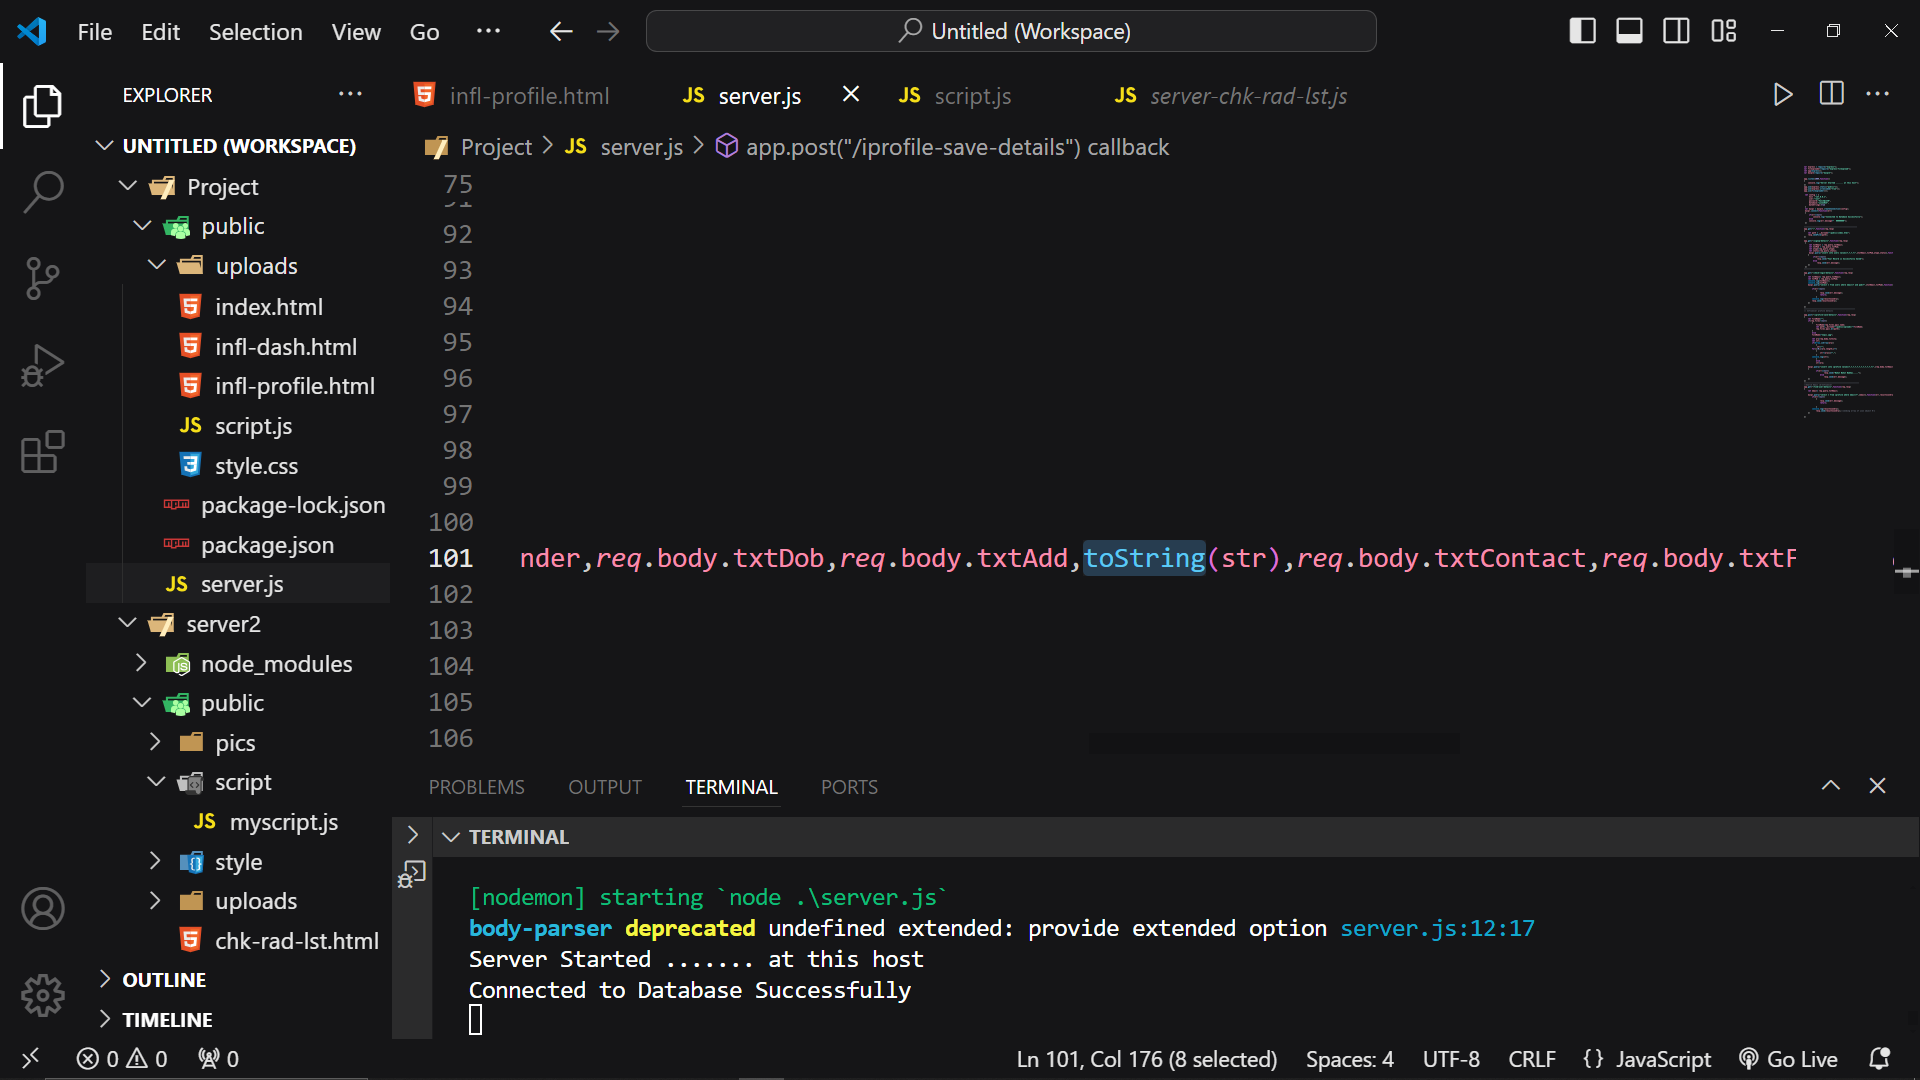 File Edit Selection View Go ···
Untitled (Workspace)
EXPLORER ···
UNTITLED (WORKSPACE)
Project
public
uploads
index.html
infl-dash.html
infl-profile.html
script.js
style.css
package-lock.json
package.json
server.js
server2
node_modules
public
pics
script
myscript.js
style
uploads
chk-rad-lst.html
OUTLINE
TIMELINE
infl-profile.html JS server.js JS script.js JS server-chk-rad-lst.js
Project > JS server.js > app.post("/iprofile-save-details") callback
75
91
92
93
94
95
96
97
98
99
100
101 nder,req.body.txtDob,req.body.txtAdd,toString(str),req.body.txtContact,req.body.txtF
102
103
104
105
106
PROBLEMS OUTPUT TERMINAL PORTS
TERMINAL
[nodemon] starting `node .\server.js`
body-parser deprecated undefined extended: provide extended option server.js:12:17
Server Started ....... at this host
Connected to Database Successfully
0 0 0 Ln 101, Col 176 (8 selected) Spaces: 4 UTF-8 CRLF {} JavaScript Go Live